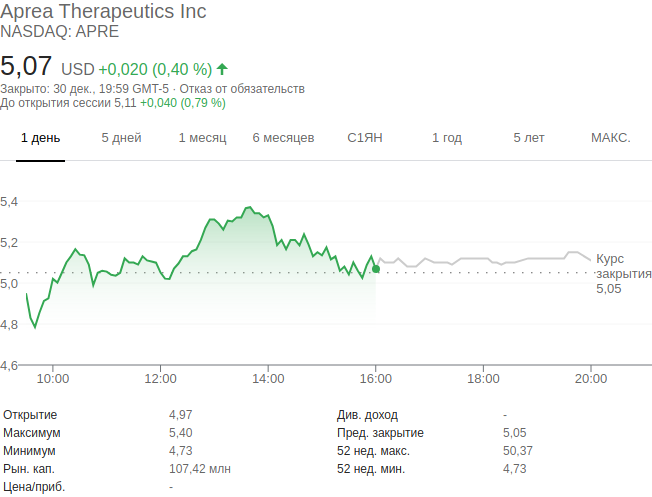 Aprea Therapeutics Inc
NASDAQ: APRE
5,07 USD +0,020 (0,40 %)
Закрыто: 30 дек., 19:59 GMT-5 · Отказ от обязательств
До открытия сессии 5,11 +0,040 (0,79 %)
1 день 5 дней 1 месяц 6 месяцев С1ЯН 1 год 5 лет МАКС.
5,4
5,2
5,0
4,8
4,6
Курс
закрытия
5,05
10:00 12:00 14:00 16:00 18:00 20:00
Открытие 4,97 Див. доход -
Максимум 5,40 Пред. закрытие 5,05
Минимум 4,73 52 нед. макс. 50,37
Рын. кап. 107,42 млн 52 нед. мин. 4,73
Цена/приб. -